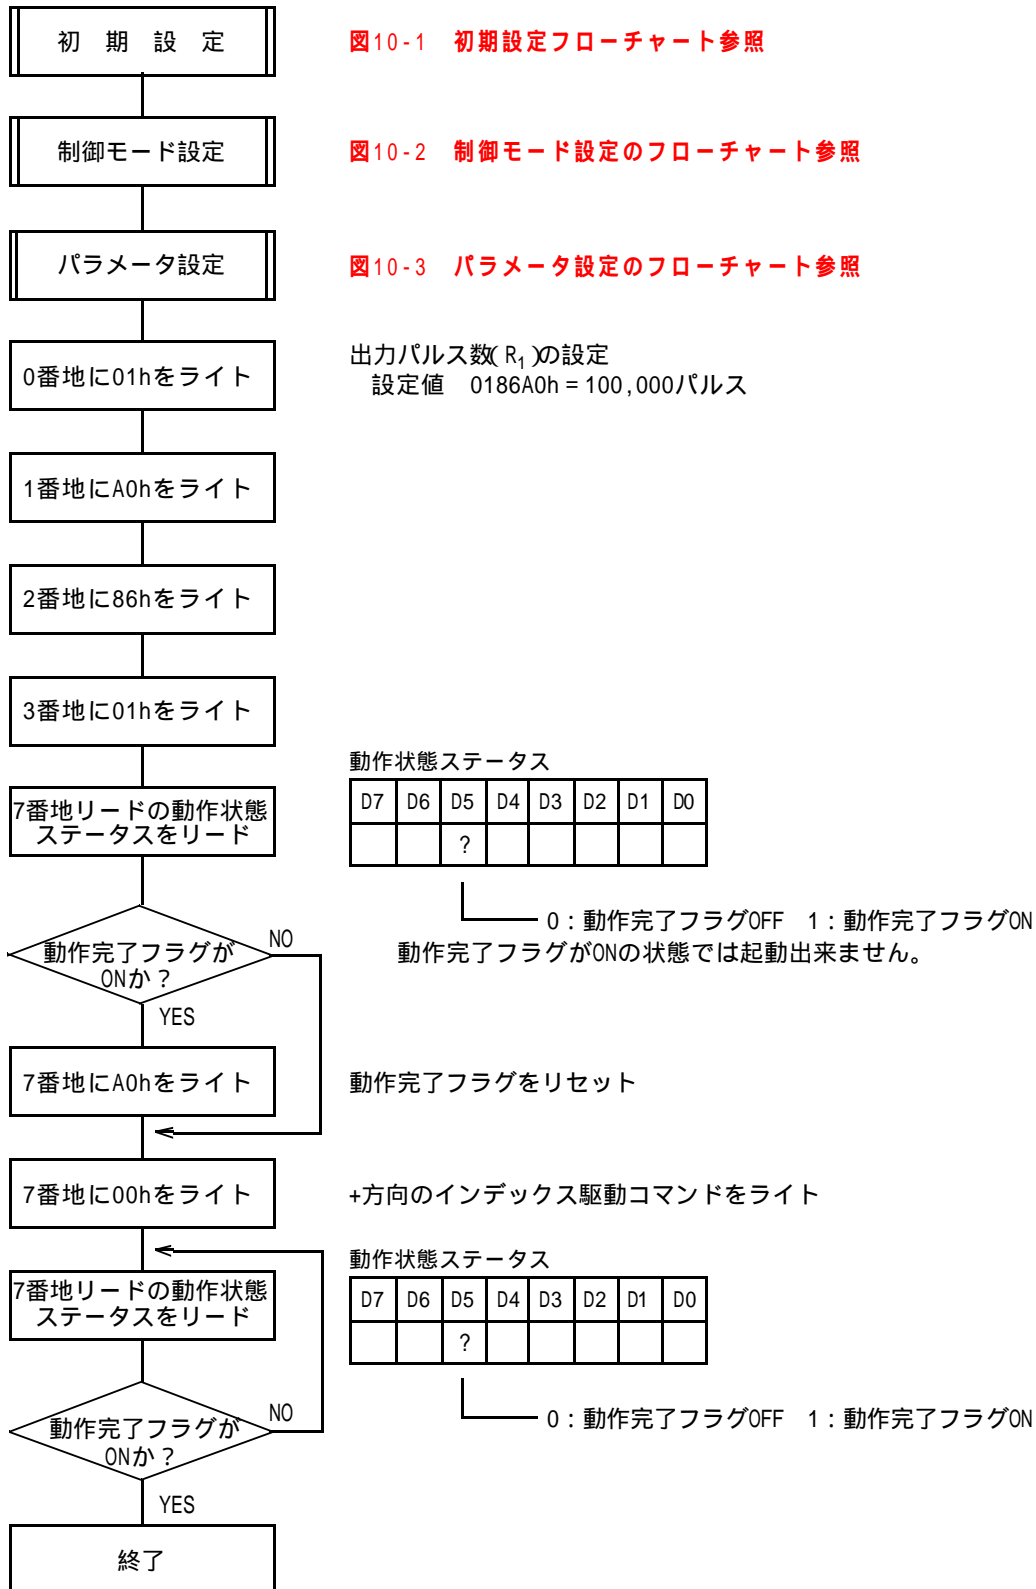 初 期 設 定
図10-1 初期設定フローチャート参照
制御モード設定
図10-2 制御モード設定のフローチャート参照
パラメータ設定
図10-3 パラメータ設定のフローチャート参照
0番地に01hをライト
出力パルス数(R1)の設定
設定値 0186A0h=100,000パルス
1番地にA0hをライト
2番地に86hをライト
3番地に01hをライト
動作状態ステータス
7番地リードの動作状態
ステータスをリード
D7 D6 D5 D4 D3 D2 D1 D0
?
0:動作完了フラグOFF 1:動作完了フラグON
動作完了フラグがONの状態では起動出来ません。
動作完了フラグが
ONか?
NO
YES
7番地にA0hをライト
動作完了フラグをリセット
7番地に00hをライト
+方向のインデックス駆動コマンドをライト
動作状態ステータス
7番地リードの動作状態
ステータスをリード
D7 D6 D5 D4 D3 D2 D1 D0
?
0:動作完了フラグOFF 1:動作完了フラグON
動作完了フラグが
ONか?
NO
YES
終了